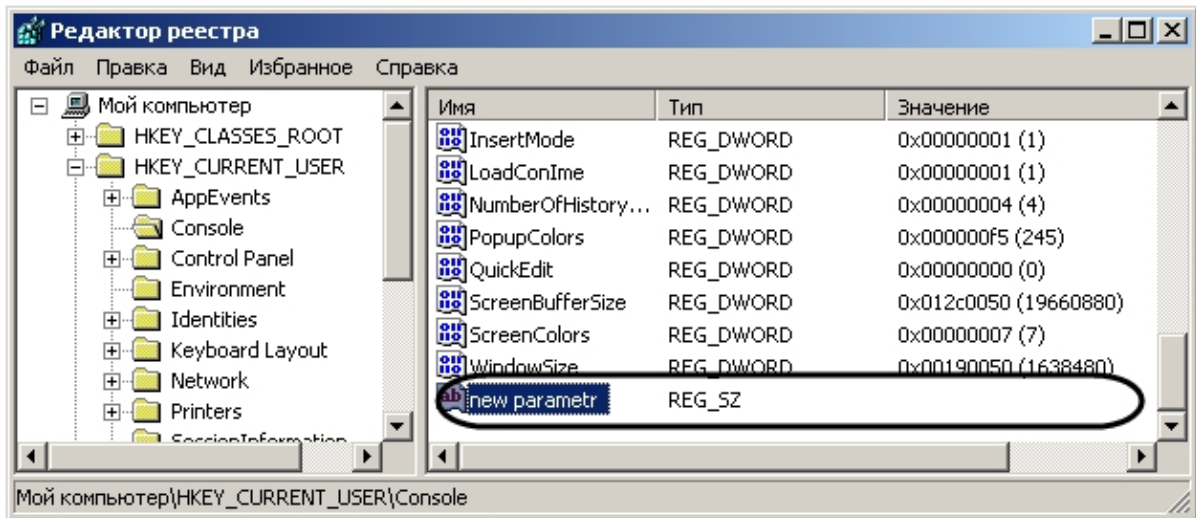 Редактор реестра
Файл Правка Вид Избранное Справка
Мой компьютер
HKEY_CLASSES_ROOT
HKEY_CURRENT_USER
AppEvents
Console
Control Panel
Environment
Identities
Keyboard Layout
Network
Printers
SessionInformation
Имя Тип Значение
InsertMode REG_DWORD 0x00000001 (1)
LoadConIme REG_DWORD 0x00000001 (1)
NumberOfHistory... REG_DWORD 0x00000004 (4)
PopupColors REG_DWORD 0x000000f5 (245)
QuickEdit REG_DWORD 0x00000000 (0)
ScreenBufferSize REG_DWORD 0x012c0050 (19660880)
ScreenColors REG_DWORD 0x00000007 (7)
WindowSize REG_DWORD 0x00190050 (1638480)
new parametr REG_SZ
Мой компьютер\HKEY_CURRENT_USER\Console